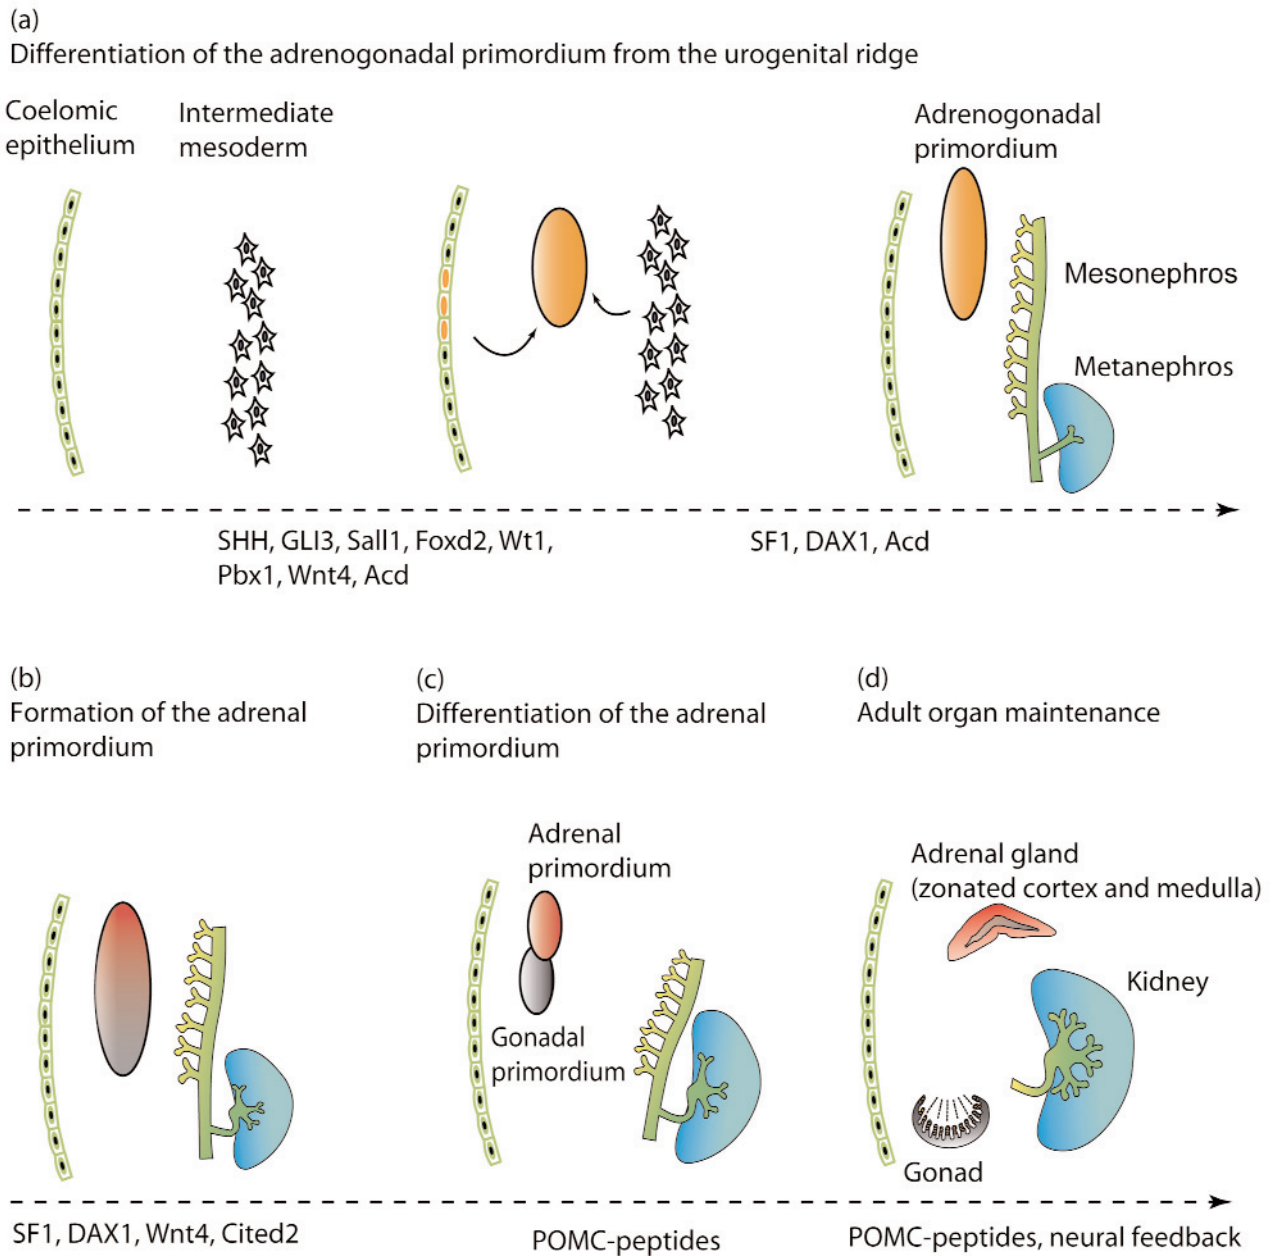 (a)
Differentiation of the adrenogonadal primordium from the urogenital ridge
Coelomic
epithelium
Intermediate
mesoderm
Adrenogonadal
primordium
Mesonephros
Metanephros
SHH, GLI3, Sall1, Foxd2, Wt1,
Pbx1, Wnt4, Acd
SF1, DAX1, Acd
(b)
Formation of the adrenal
primordium
SF1, DAX1, Wnt4, Cited2
(c)
Differentiation of the adrenal
primordium
Adrenal
primordium
Gonadal
primordium
POMC-peptides
(d)
Adult organ maintenance
Adrenal gland
(zonated cortex and medulla)
Kidney
Gonad
POMC-peptides, neural feedback